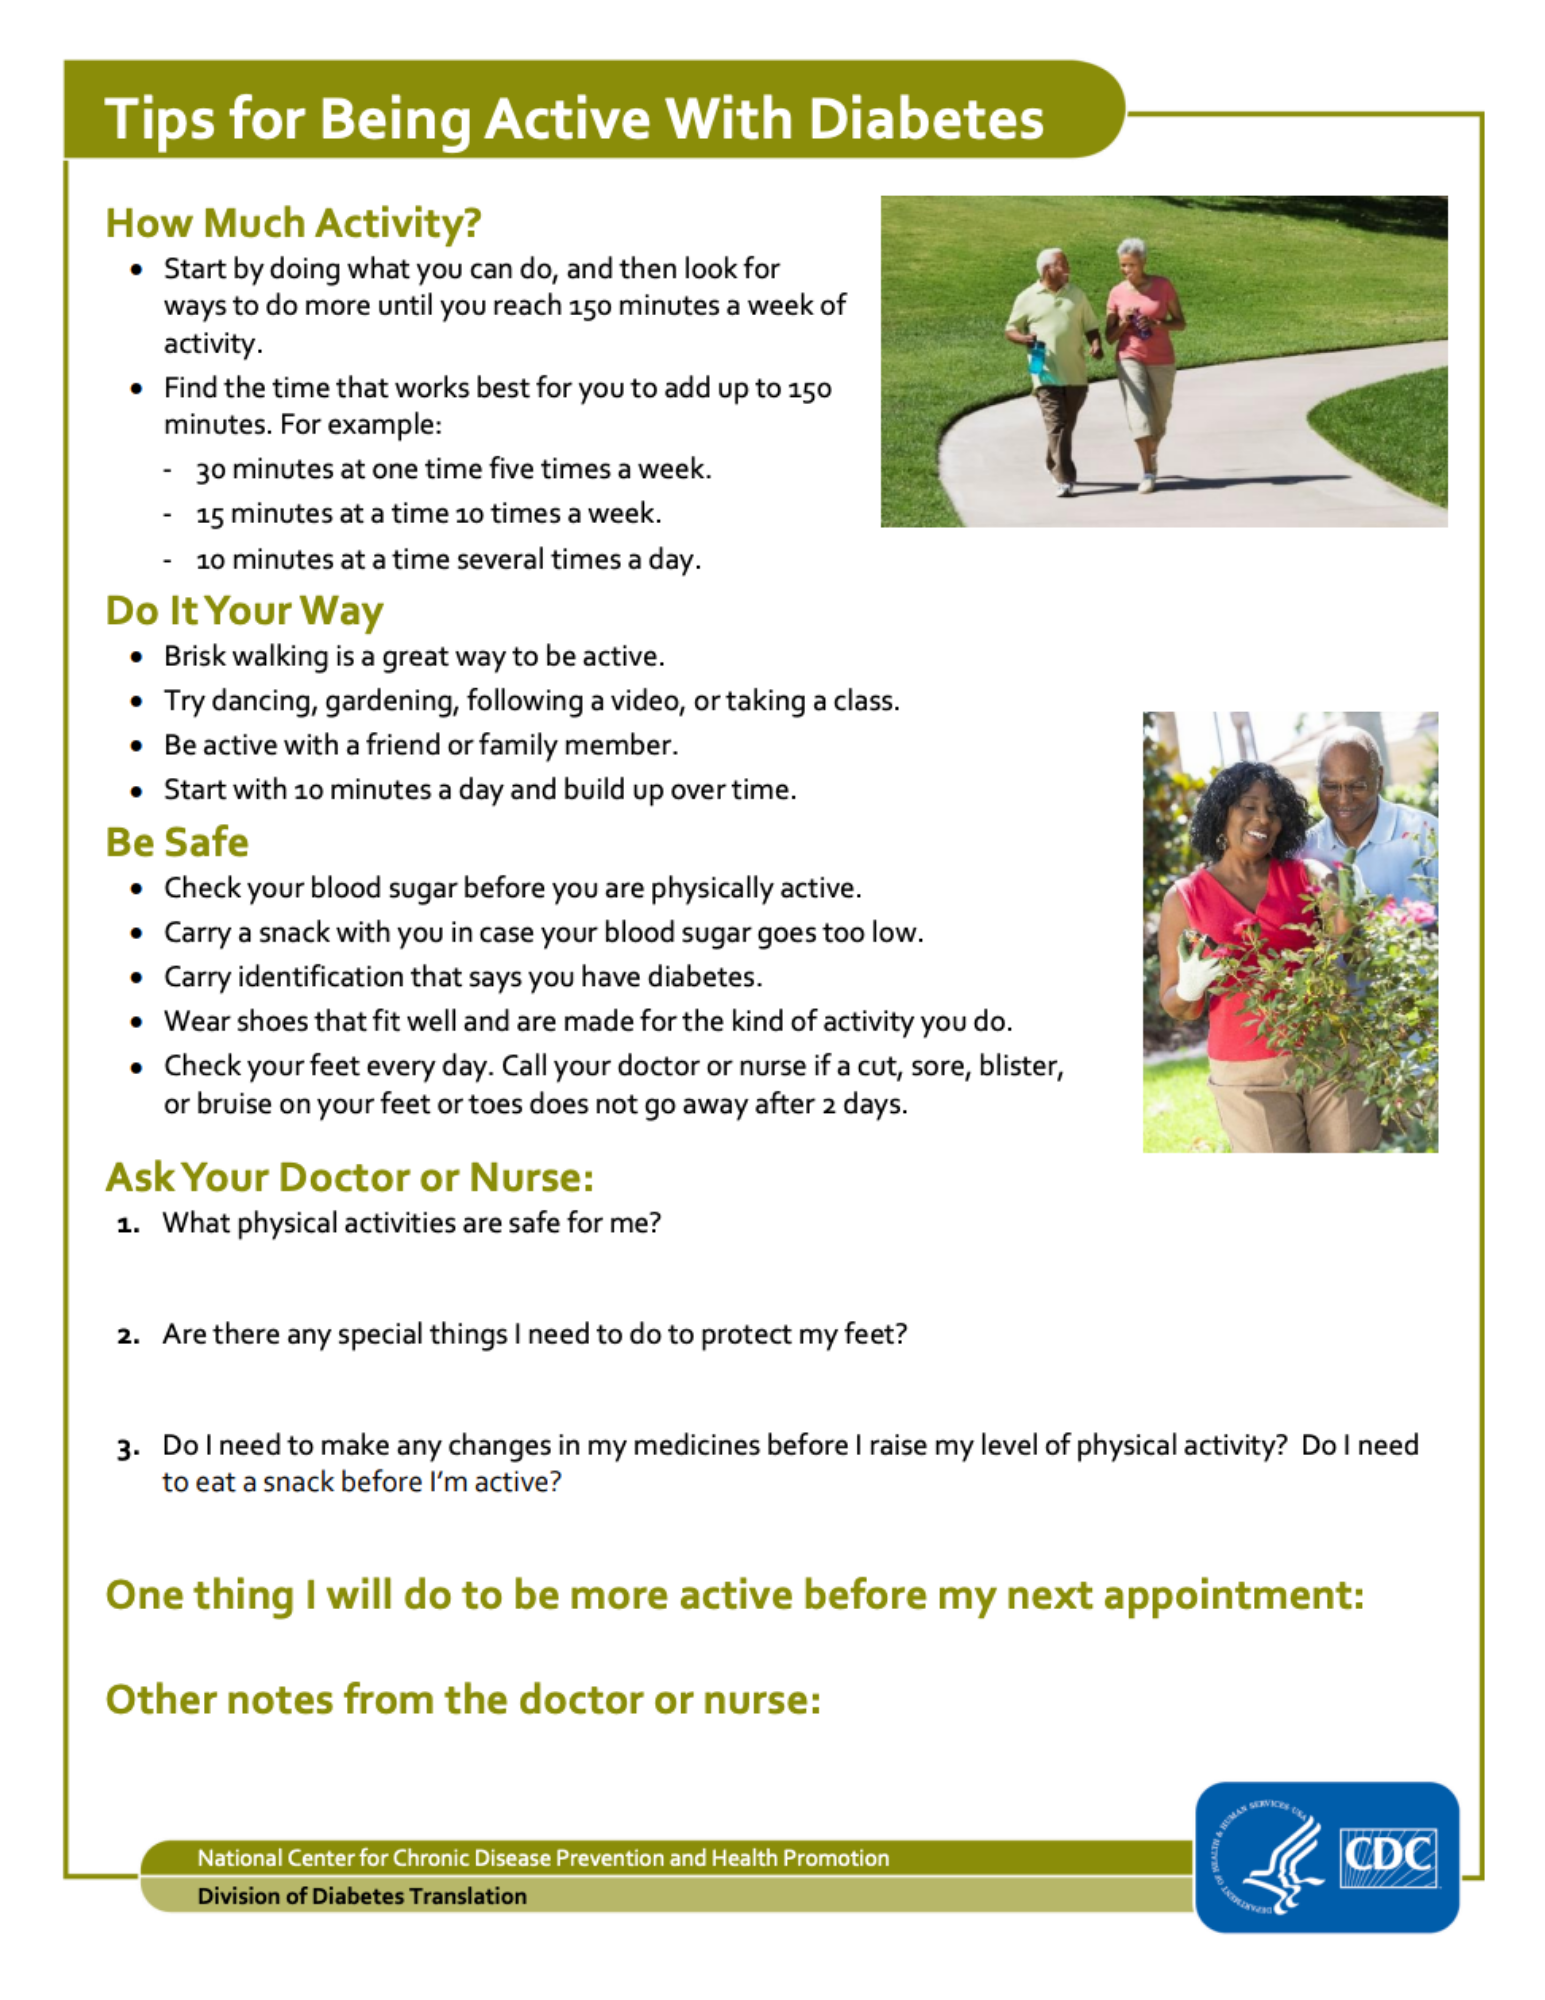 Tips for Being Active With Diabetes
How Much Activity?
• Start by doing what you can do, and then look for
ways to do more until you reach 150 minutes a week of
activity.
• Find the time that works best for you to add up to 150
minutes. For example:
- 30 minutes at one time five times a week.
- 15 minutes at a time 10 times a week.
- 10 minutes at a time several times a day.
Do It Your Way
• Brisk walking is a great way to be active.
• Try dancing, gardening, following a video, or taking a class.
• Be active with a friend or family member.
• Start with 10 minutes a day and build up over time.
Be Safe
• Check your blood sugar before you are physically active.
• Carry a snack with you in case your blood sugar goes too low.
• Carry identification that says you have diabetes.
• Wear shoes that fit well and are made for the kind of activity you do.
• Check your feet every day. Call your doctor or nurse if a cut, sore, blister,
or bruise on your feet or toes does not go away after 2 days.
Ask Your Doctor or Nurse:
1. What physical activities are safe for me?
2. Are there any special things I need to do to protect my feet?
3. Do I need to make any changes in my medicines before I raise my level of physical activity? Do I need
to eat a snack before I’m active?
One thing I will do to be more active before my next appointment:
Other notes from the doctor or nurse:
National Center for Chronic Disease Prevention and Health Promotion
Division of Diabetes Translation
DEPARTMENT OF HEALTH & HUMAN SERVICES·USA
CDC